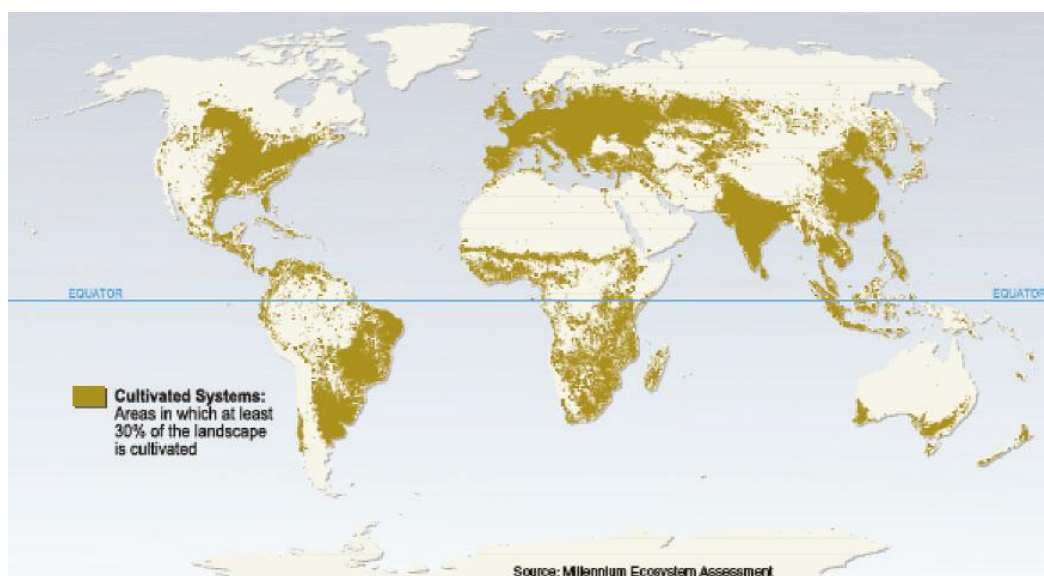 EQUATOR
EQUATOR
Cultivated Systems:
Areas in which at least
30% of the landscape
is cultivated
Source: Millennium Ecosystem Assessment